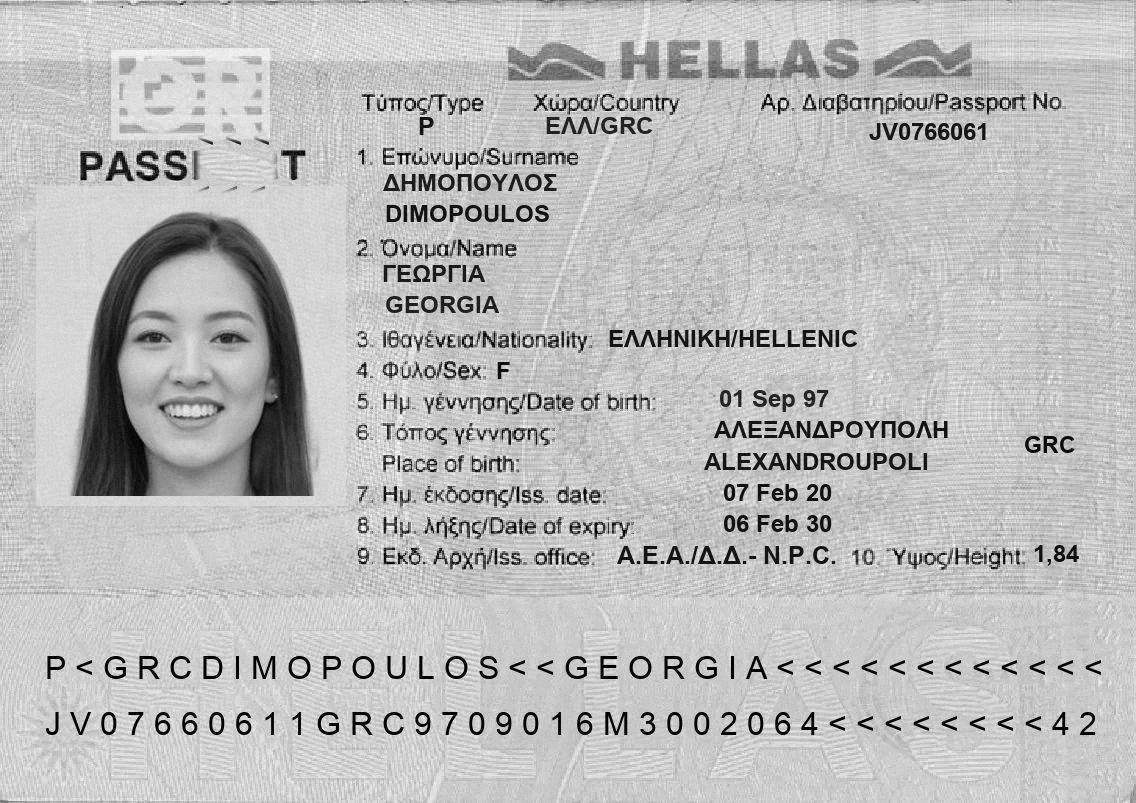 HELLAS
GR
PASSP T
Τύπος/Type Χώρα/Country Αρ. Διαβατηρίου/Passport No.
P ΕΛΛ/GRC JV0766061
1. Επώνυμο/Surname
ΔΗΜΟΠΟΥΛΟΣ
DIMOPOULOS
2. Όνομα/Name
ΓΕΩΡΓΙΑ
GEORGIA
3. Ιθαγένεια/Nationality: ΕΛΛΗΝΙΚΗ/HELLENIC
4. Φύλο/Sex: F
5. Ημ. γέννησης/Date of birth: 01 Sep 97
6. Τόπος γέννησης: ΑΛΕΞΑΝΔΡΟΥΠΟΛΗ GRC
Place of birth: ALEXANDROUPOLI
7. Ημ. έκδοσης/Iss. date: 07 Feb 20
8. Ημ. λήξης/Date of expiry: 06 Feb 30
9. Εκδ. Αρχή/Iss. office: Α.Ε.Α./Δ.Δ.- N.P.C. 10. Ύψος/Height: 1,84
HELLAS
P<GRCDIMOPOULOS<<GEORGIA<<<<<<<<<<<<
JV07660611GRC9709016M3002064<<<<<<<<42